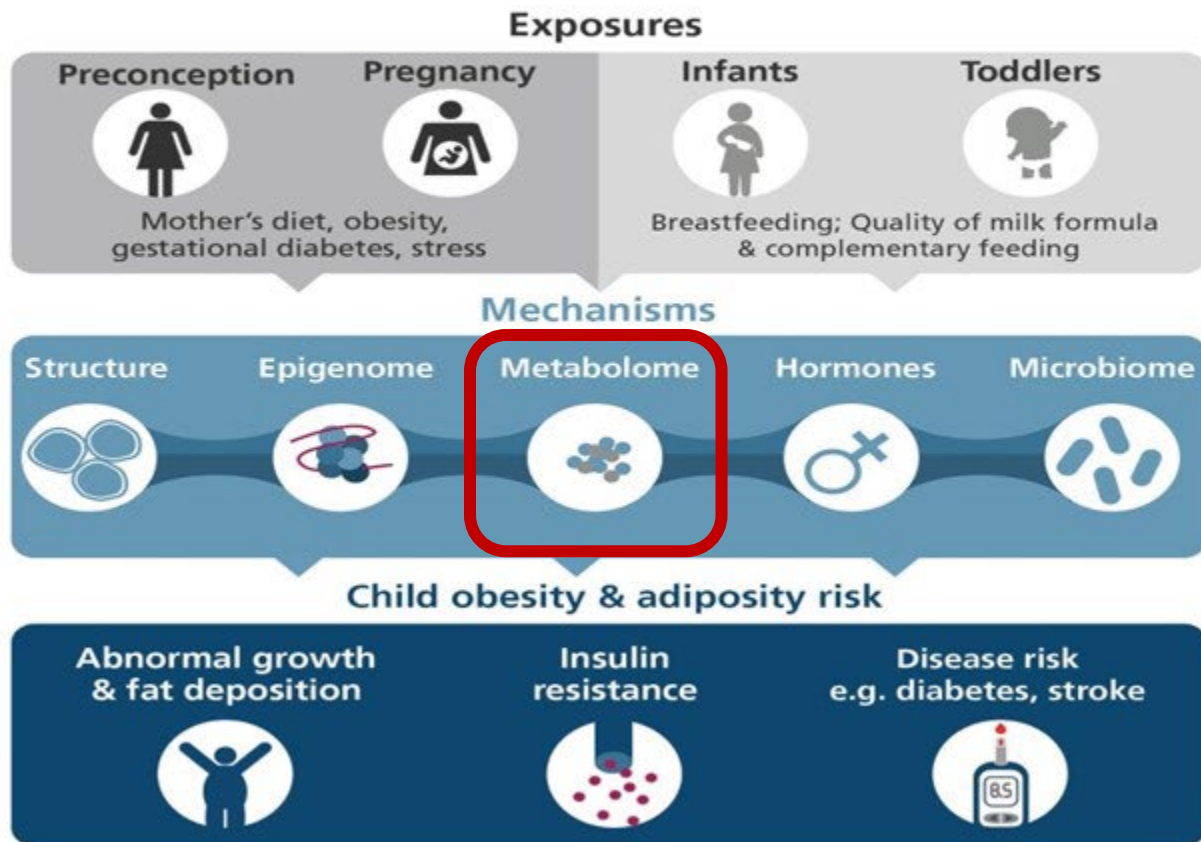 Exposures
Preconception
Pregnancy
Infants
Toddlers
Mother's diet, obesity,
gestational diabetes, stress
Breastfeeding; Quality of milk formula
& complementary feeding
Mechanisms
Structure
Epigenome
Metabolome
Hormones
Microbiome
Child obesity & adiposity risk
Abnormal growth
& fat deposition
Insulin
resistance
Disease risk
e.g. diabetes, stroke
8.5